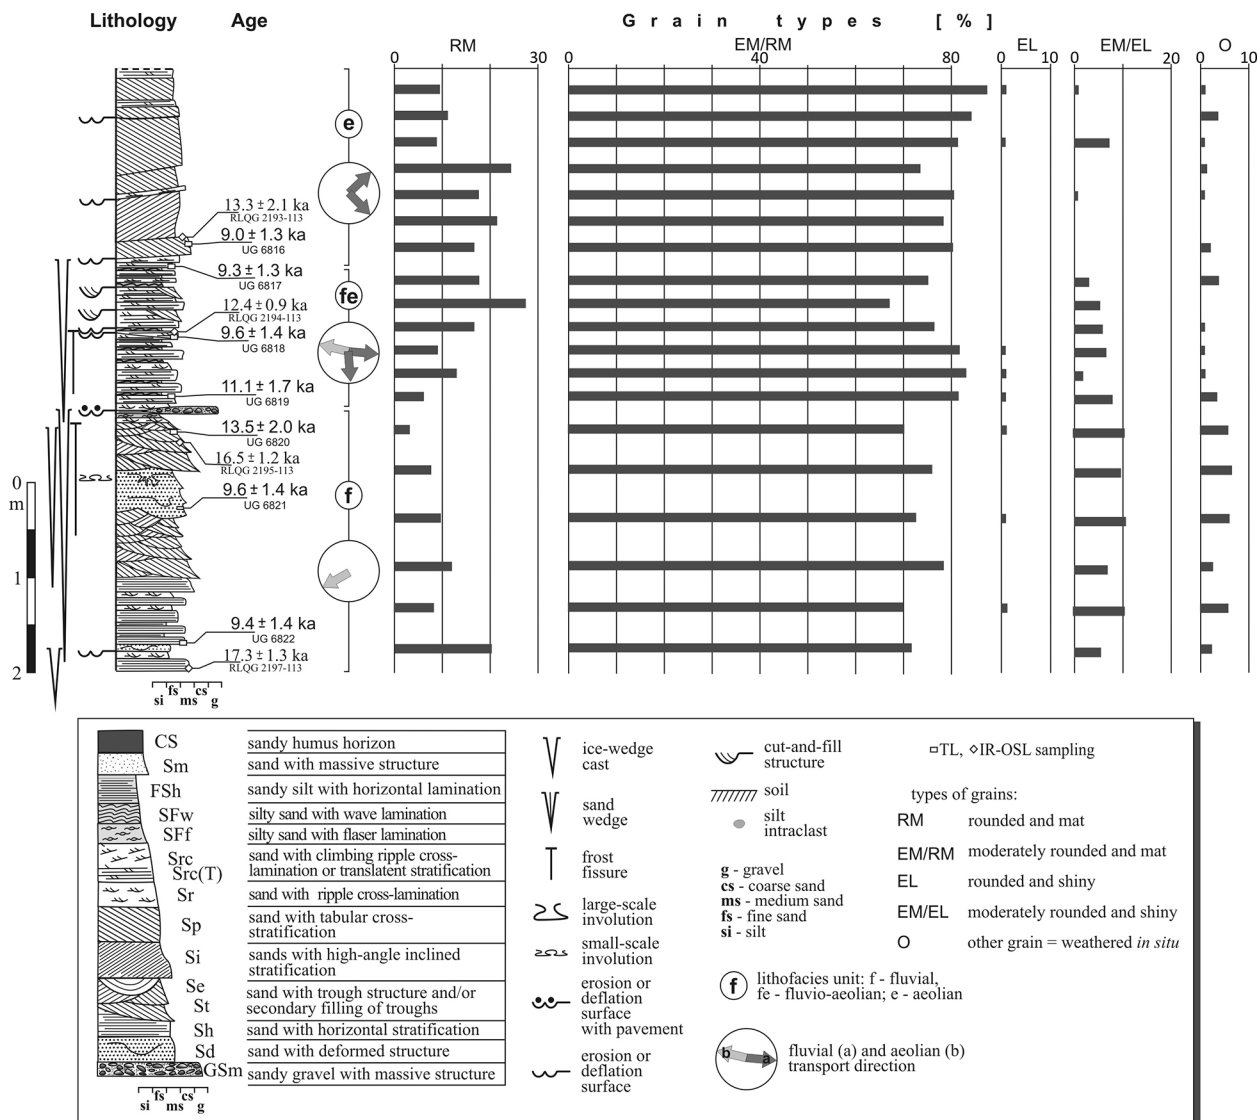 Lithology Age Grain types [%]
RM EM/RM EL EM/EL O
0 30 0 40 80 0 10 0 20 0 10
e
13.3 ± 2.1 ka
RLQG 2193-113
9.0 ± 1.3 ka
UG 6816
9.3 ± 1.3 ka
UG 6817
fe
12.4 ± 0.9 ka
RLQG 2194-113
9.6 ± 1.4 ka
UG 6818
11.1 ± 1.7 ka
UG 6819
13.5 ± 2.0 ka
UG 6820
16.5 ± 1.2 ka
RLQG 2195-113
0
m
1
2
9.6 ± 1.4 ka
UG 6821
f
9.4 ± 1.4 ka
UG 6822
17.3 ± 1.3 ka
RLQG 2197-113
si fs ms cs g
CS sandy humus horizon
Sm sand with massive structure
FSh sandy silt with horizontal lamination
SFw silty sand with wave lamination
SFf silty sand with flaser lamination
Src sand with climbing ripple cross-
Src(T) lamination or translatent stratification
Sr sand with ripple cross-lamination
Sp sand with tabular cross-
stratification
Si sands with high-angle inclined
stratification
Se sand with trough structure and/or
St secondary filling of troughs
Sh sand with horizontal stratification
Sd sand with deformed structure
GSm sandy gravel with massive structure
si fs ms cs g
ice-wedge
cast
sand
wedge
frost
fissure
large-scale
involution
small-scale
involution
erosion or
deflation
surface
with pavement
erosion or
deflation
surface
cut-and-fill
structure
soil
silt
intraclast
g - gravel
cs - coarse sand
ms - medium sand
fs - fine sand
si - silt
f lithofacies unit: f - fluvial,
fe - fluvio-aeolian; e - aeolian
b a fluvial (a) and aeolian (b)
transport direction
TL, IR-OSL sampling
types of grains:
RM rounded and mat
EM/RM moderately rounded and mat
EL rounded and shiny
EM/EL moderately rounded and shiny
O other grain = weathered in situ